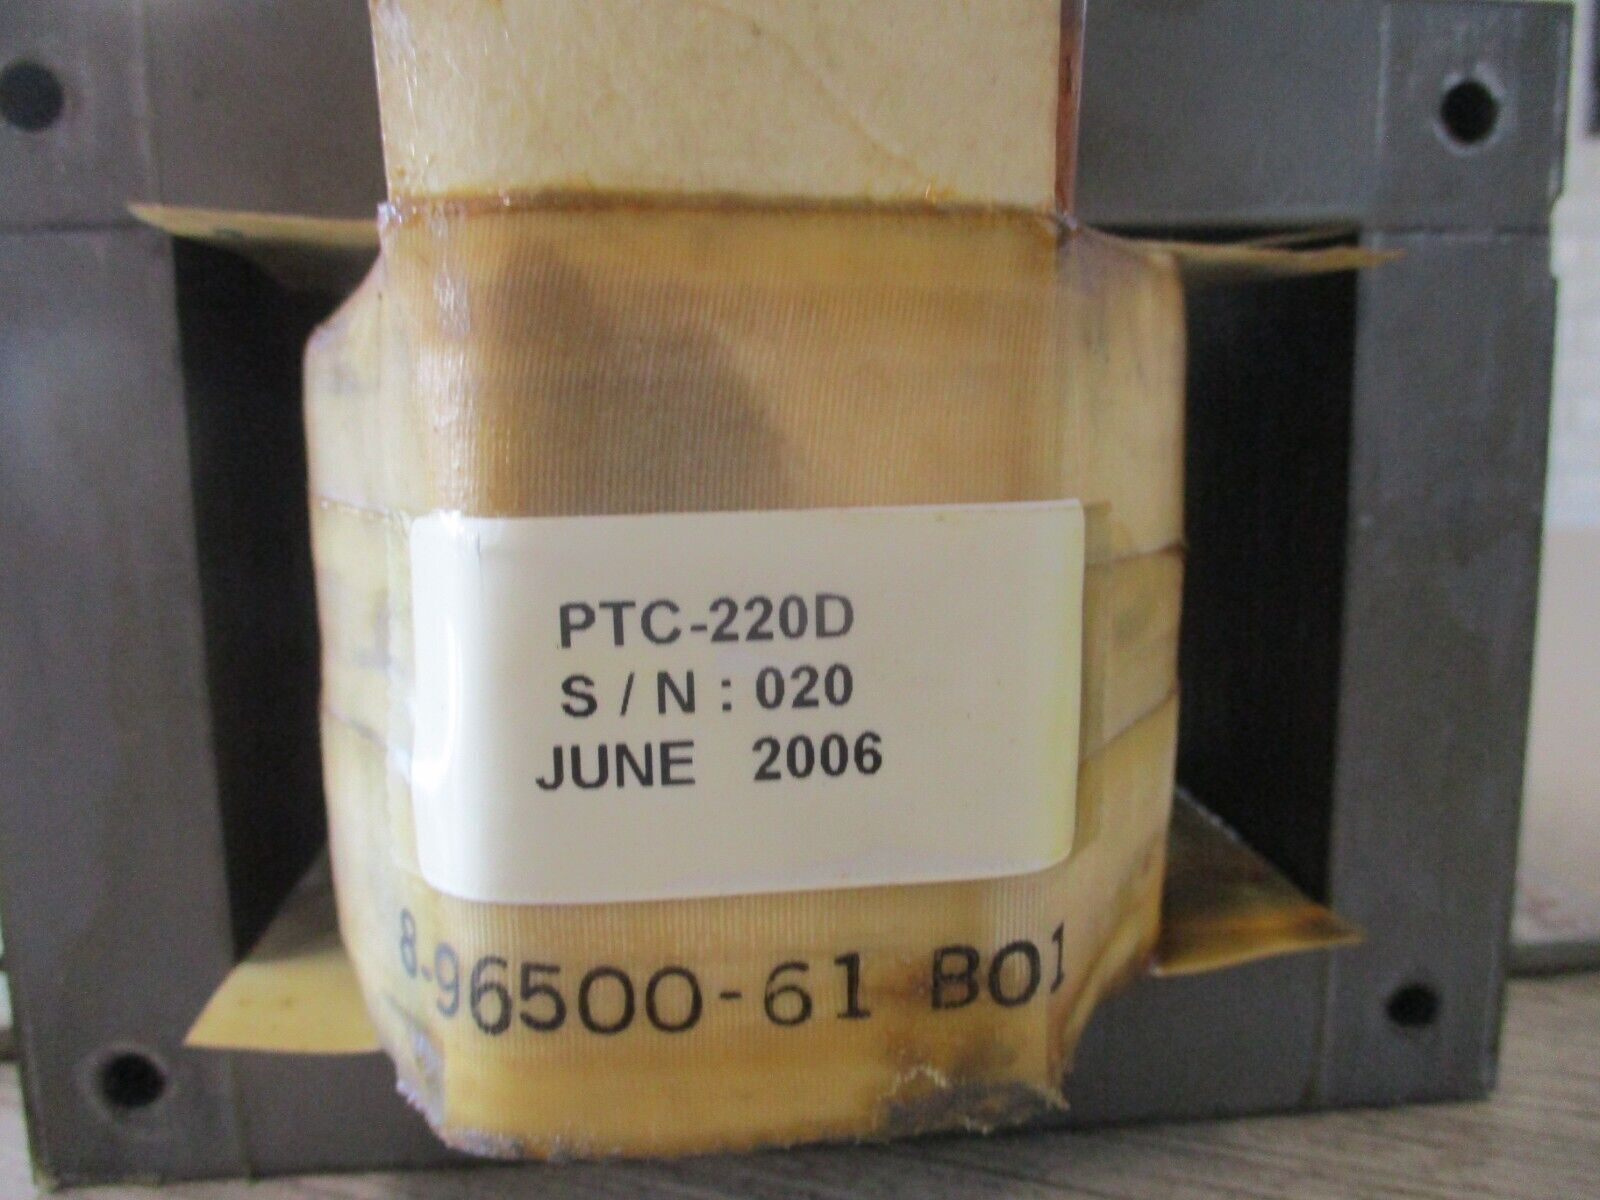 PTC-220D
S / N : 020
JUNE 2006
8-96500-61 B01